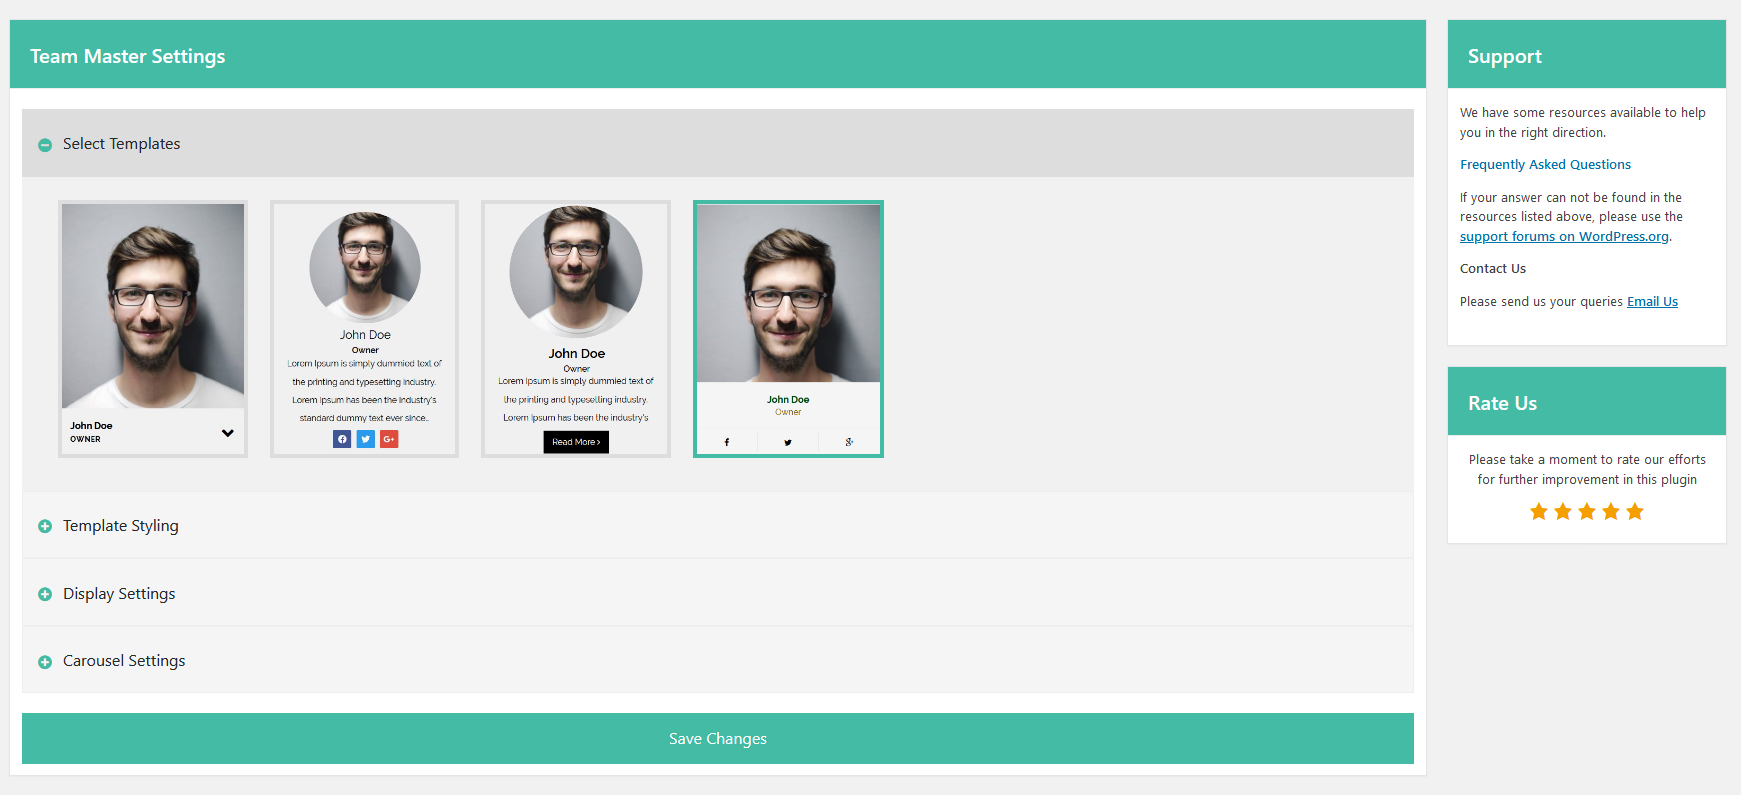 Team Master Settings
Select Templates
John Doe
OWNER
John Doe
Owner
Lorem Ipsum is simply dummied text of
the printing and typesetting industry.
Lorem Ipsum has been the industry's
standard dummy text ever since..
John Doe
Owner
Lorem Ipsum is simply dummied text of
the printing and typesetting industry.
Lorem Ipsum has been the industry's
Read More >
John Doe
Owner
Template Styling
Display Settings
Carousel Settings
Save Changes
Support
We have some resources available to help
you in the right direction.
Frequently Asked Questions
If your answer can not be found in the
resources listed above, please use the
support forums on WordPress.org.
Contact Us
Please send us your queries Email Us
Rate Us
Please take a moment to rate our efforts
for further improvement in this plugin